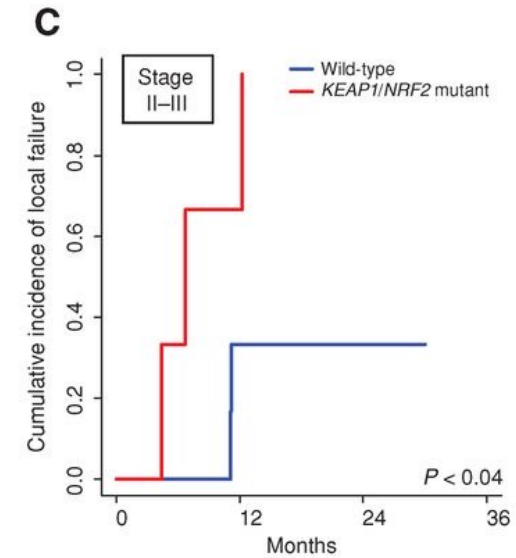 C
Stage
II–III
Wild-type
KEAP1/NRF2 mutant
Cumulative incidence of local failure
1.0
0.8
0.6
0.4
0.2
0.0
P < 0.04
0 12 24 36
Months